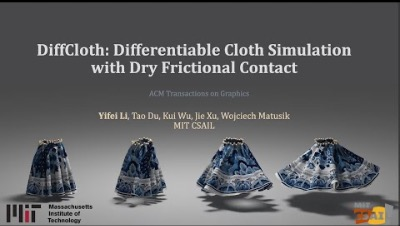 DiffCloth: Differentiable Cloth Simulation
with Dry Frictional Contact
ACM Transactions on Graphics
Yifei Li, Tao Du, Kui Wu, Jie Xu, Wojciech Matusik
MIT CSAIL
MIT
Massachusetts
Institute of
Technology